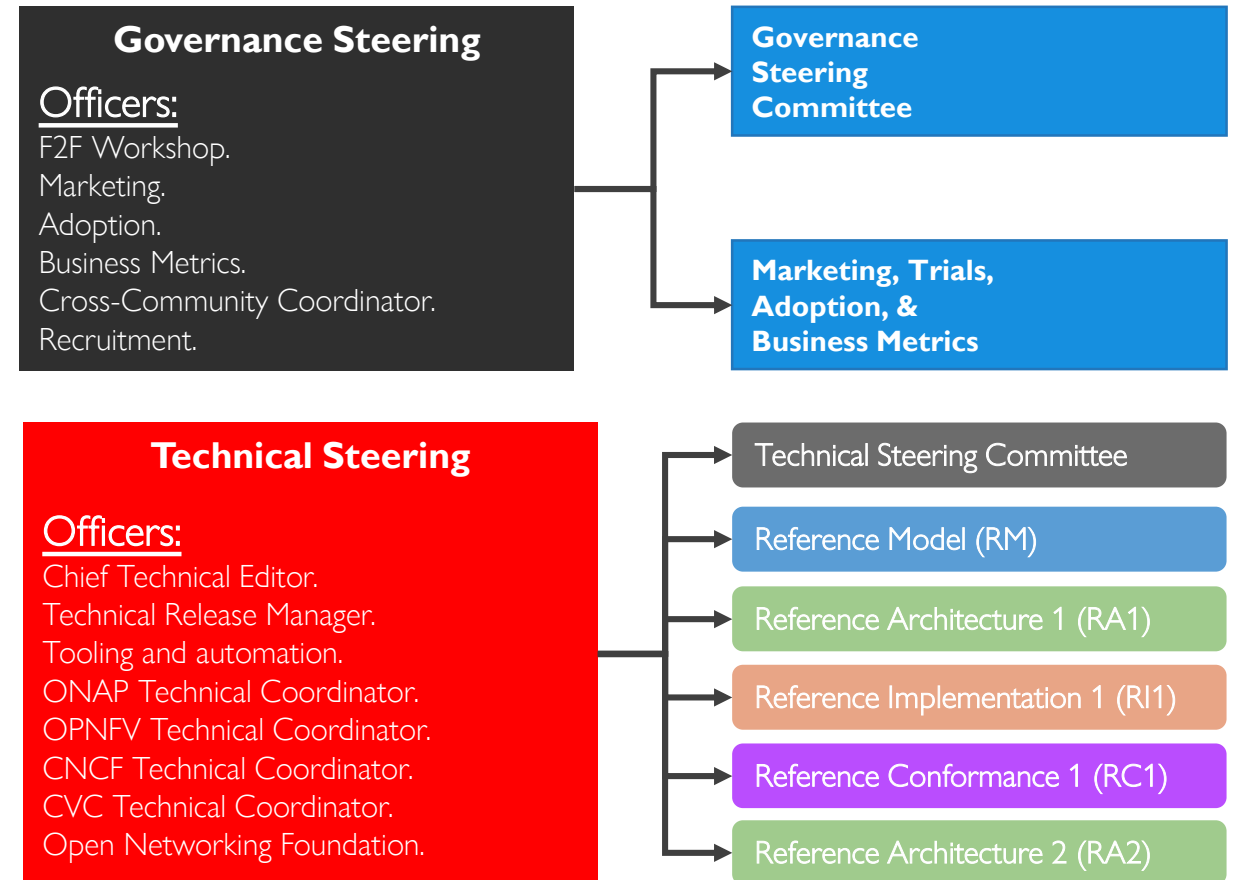 Governance Steering
Officers:
F2F Workshop.
Marketing.
Adoption.
Business Metrics.
Cross-Community Coordinator.
Recruitment.
Governance
Steering
Committee
Marketing, Trials,
Adoption, &
Business Metrics
Technical Steering
Officers:
Chief Technical Editor.
Technical Release Manager.
Tooling and automation.
ONAP Technical Coordinator.
OPNFV Technical Coordinator.
CNCF Technical Coordinator.
CVC Technical Coordinator.
Open Networking Foundation.
Technical Steering Committee
Reference Model (RM)
Reference Architecture 1 (RA1)
Reference Implementation 1 (RI1)
Reference Conformance 1 (RC1)
Reference Architecture 2 (RA2)